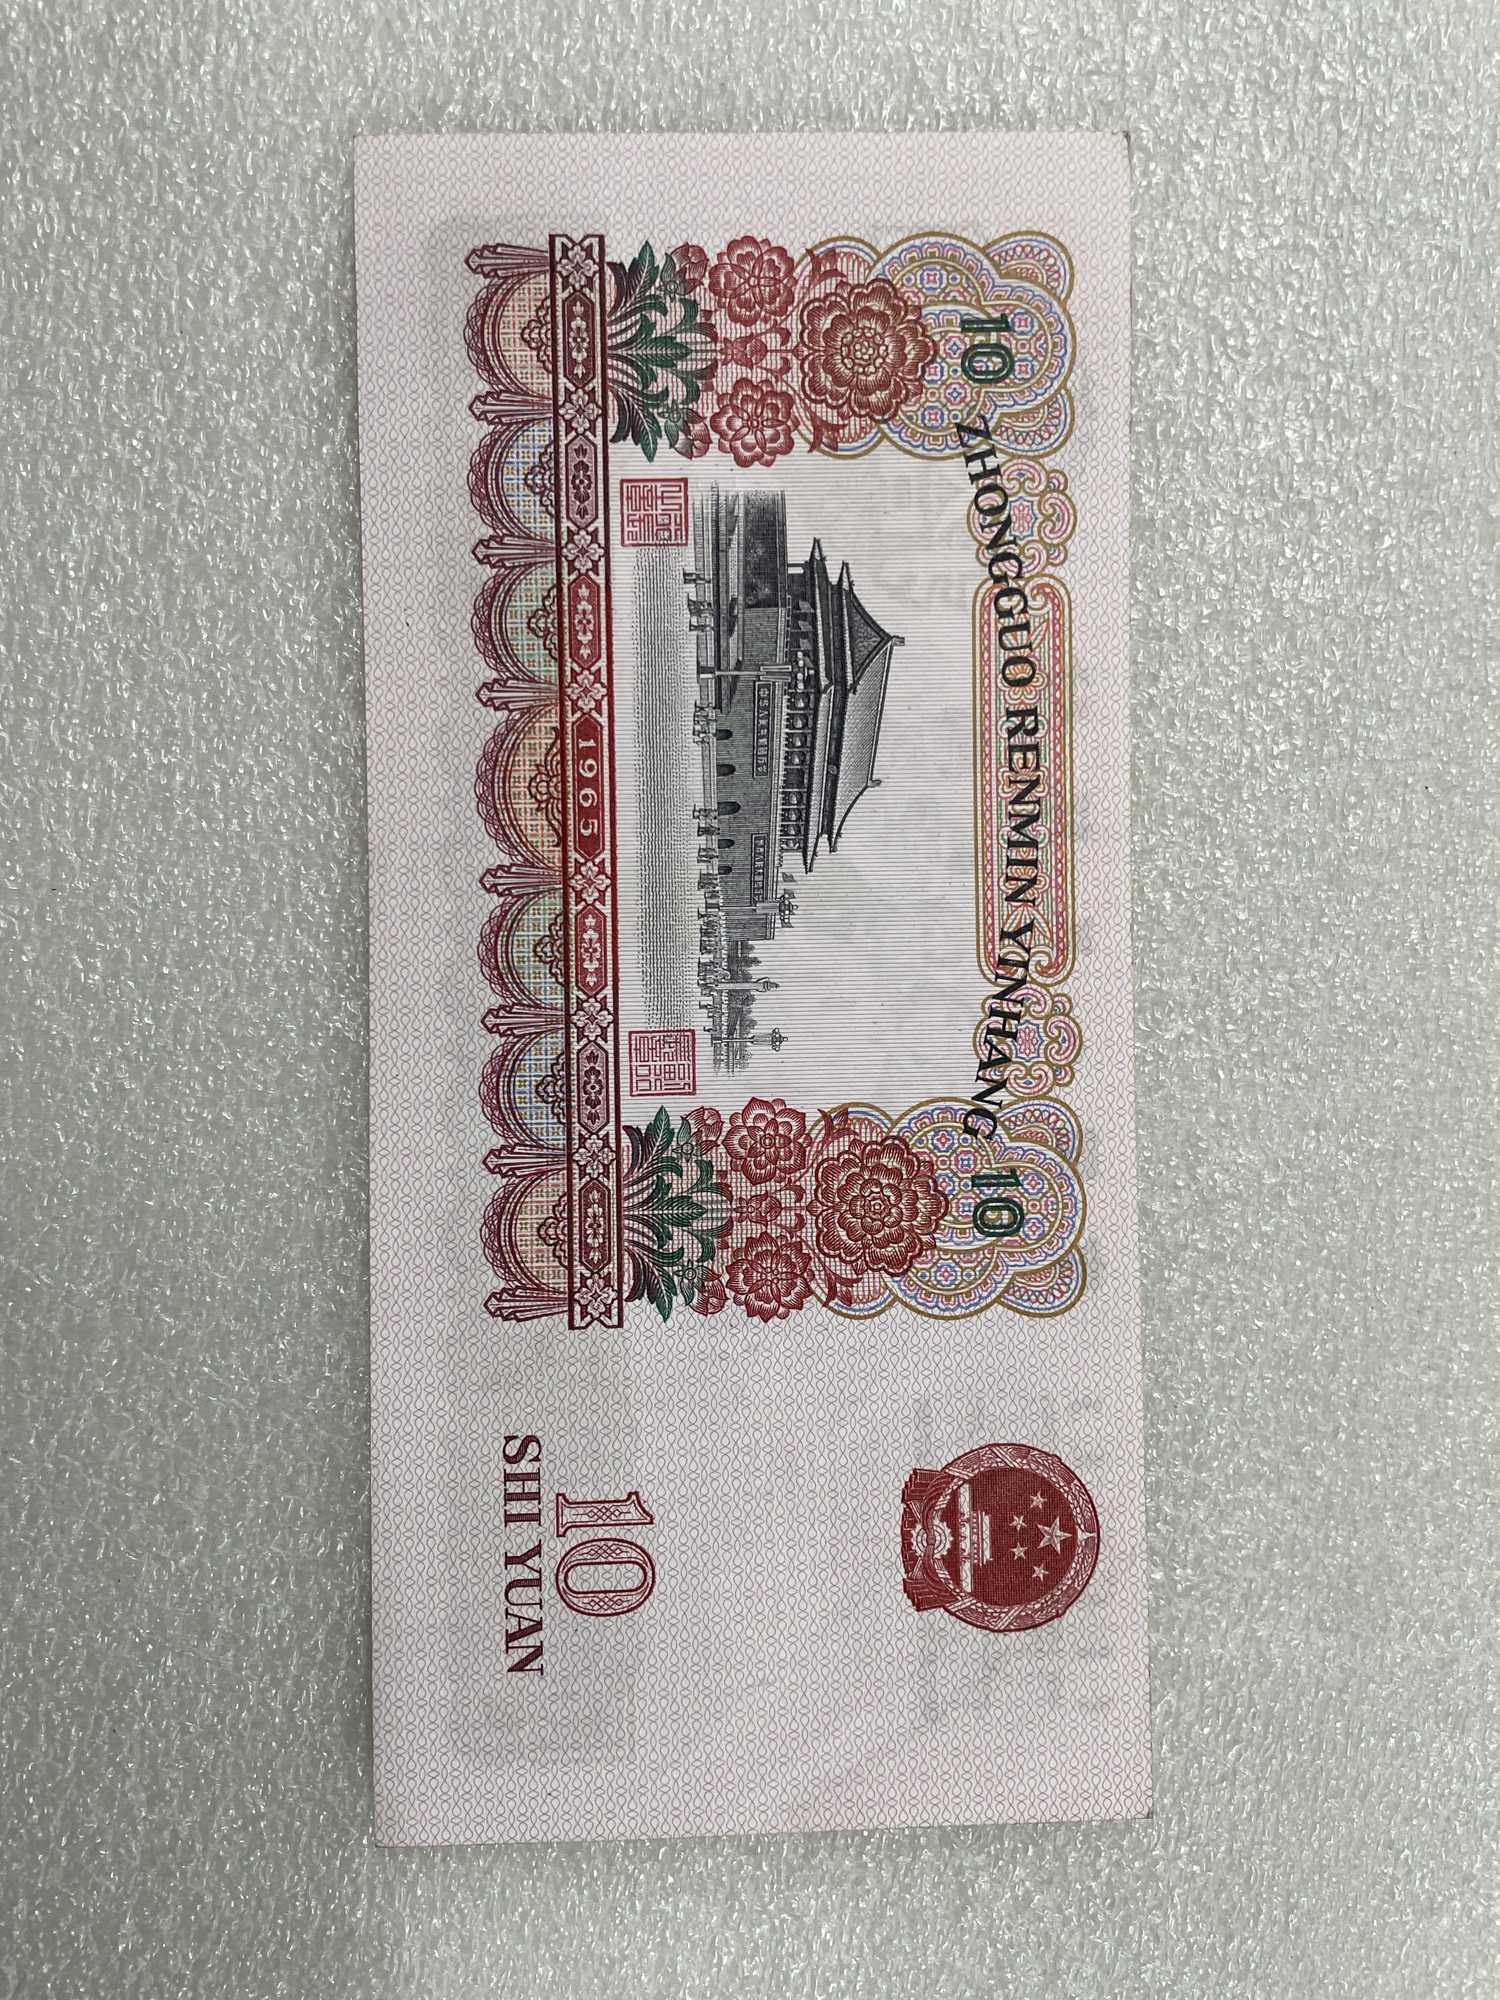 10 ZHONGGUO RENMIN YINHANG 10
1965
10
SHI YUAN